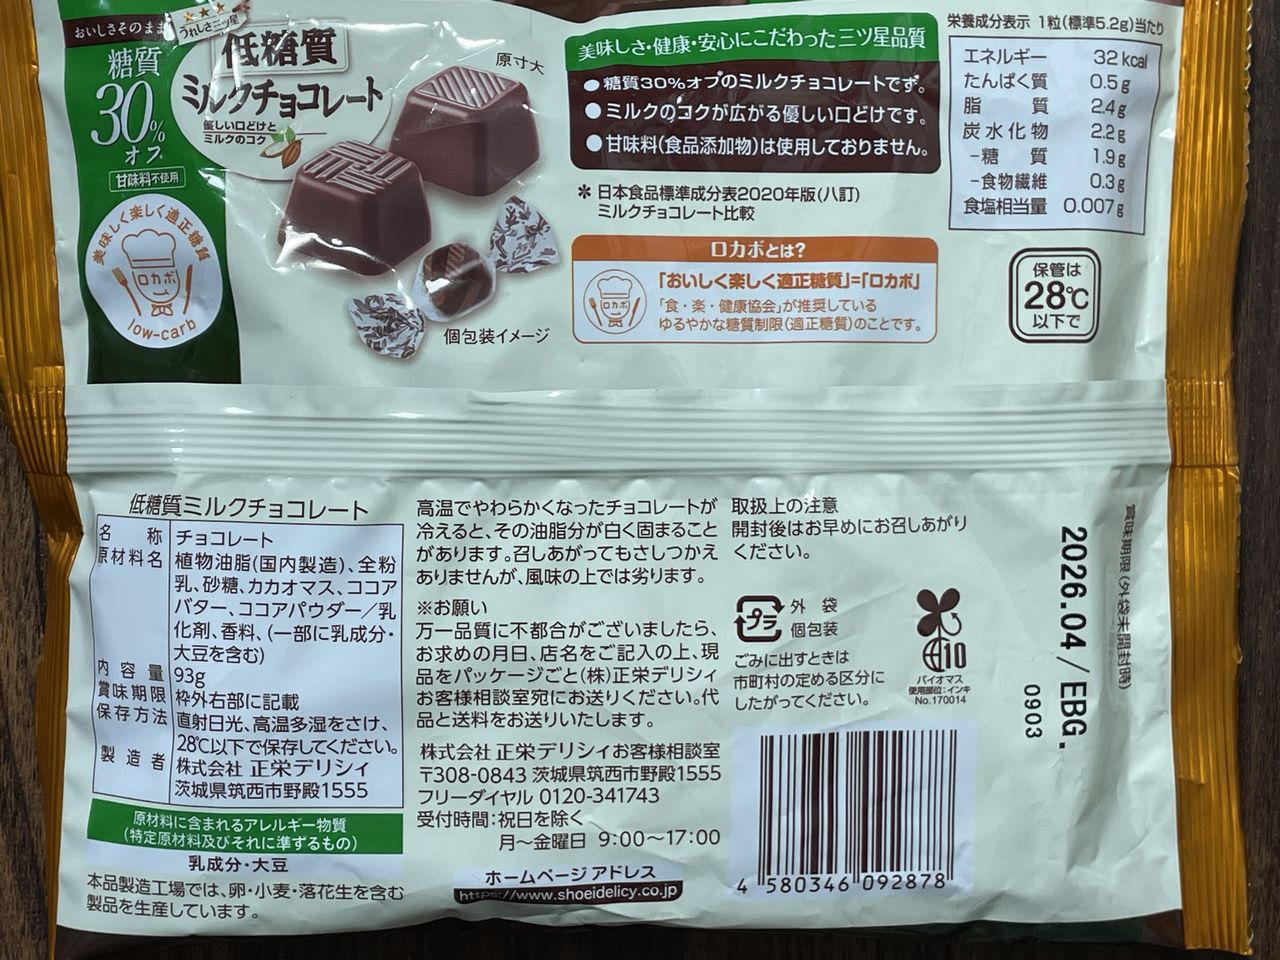 おいしさそのまま
うれしさ三ツ星
糖質
30%
オフ
甘味料不使用
美味しく楽しく適正糖質
ロカボ
low-carb
低糖質
ミルクチョコレート
優しい口どけと
ミルクのコク
原寸大
個包装イメージ
美味しさ・健康・安心にこだわった三ツ星品質
●糖質30%オフのミルクチョコレートです。
●ミルクのコクが広がる優しい口どけです。
●甘味料(食品添加物)は使用しておりません。
＊日本食品標準成分表2020年版(八訂)
ミルクチョコレート比較
ロカボとは?
ロカボ
「おいしく楽しく適正糖質」=「ロカボ」
「食・楽・健康協会」が推奨している
ゆるやかな糖質制限(適正糖質)のことです。
栄養成分表示 1粒(標準5.2g)当たり
エネルギー 32kcal
たんぱく質 0.5g
脂質 2.4g
炭水化物 2.2g
-糖質 1.9g
-食物繊維 0.3g
食塩相当量 0.007g
保管は
28℃
以下で
低糖質ミルクチョコレート
名称 チョコレート
原材料名 植物油脂(国内製造)、全粉
乳、砂糖、カカオマス、ココア
バター、ココアパウダー／乳
化剤、香料、(一部に乳成分・
大豆を含む)
内容量 93g
賞味期限 枠外右部に記載
保存方法 直射日光、高温多湿をさけ、
28℃以下で保存してください。
製造者 株式会社 正栄デリシィ
茨城県筑西市野殿1555
原材料に含まれるアレルギー物質
(特定原材料及びそれに準ずるもの)
乳成分・大豆
本品製造工場では、卵・小麦・落花生を含む
製品を生産しています。
高温でやわらかくなったチョコレートが
冷えると、その油脂分が白く固まること
があります。召しあがってもさしつかえ
ありませんが、風味の上では劣ります。
※お願い
万一品質に不都合がございましたら、
お求めの月日、店名をご記入の上、現
品をパッケージごと(株)正栄デリシィ
お客様相談室宛にお送りください。代
品と送料をお送りいたします。
株式会社 正栄デリシィお客様相談室
〒308-0843 茨城県筑西市野殿1555
フリーダイヤル 0120-341743
受付時間:祝日を除く
月～金曜日 9:00～17:00
ホームページアドレス
https://www.shoeidelicy.co.jp
取扱上の注意
開封後はお早めにお召しあがり
ください。
プラ
外袋
個包装
ごみに出すときは
市町村の定める区分に
したがってください。
10
バイオマス
使用部位:インキ
No.170014
4 580346 092878
賞味期限(外袋未開封時)
2026.04/EBG.
0903